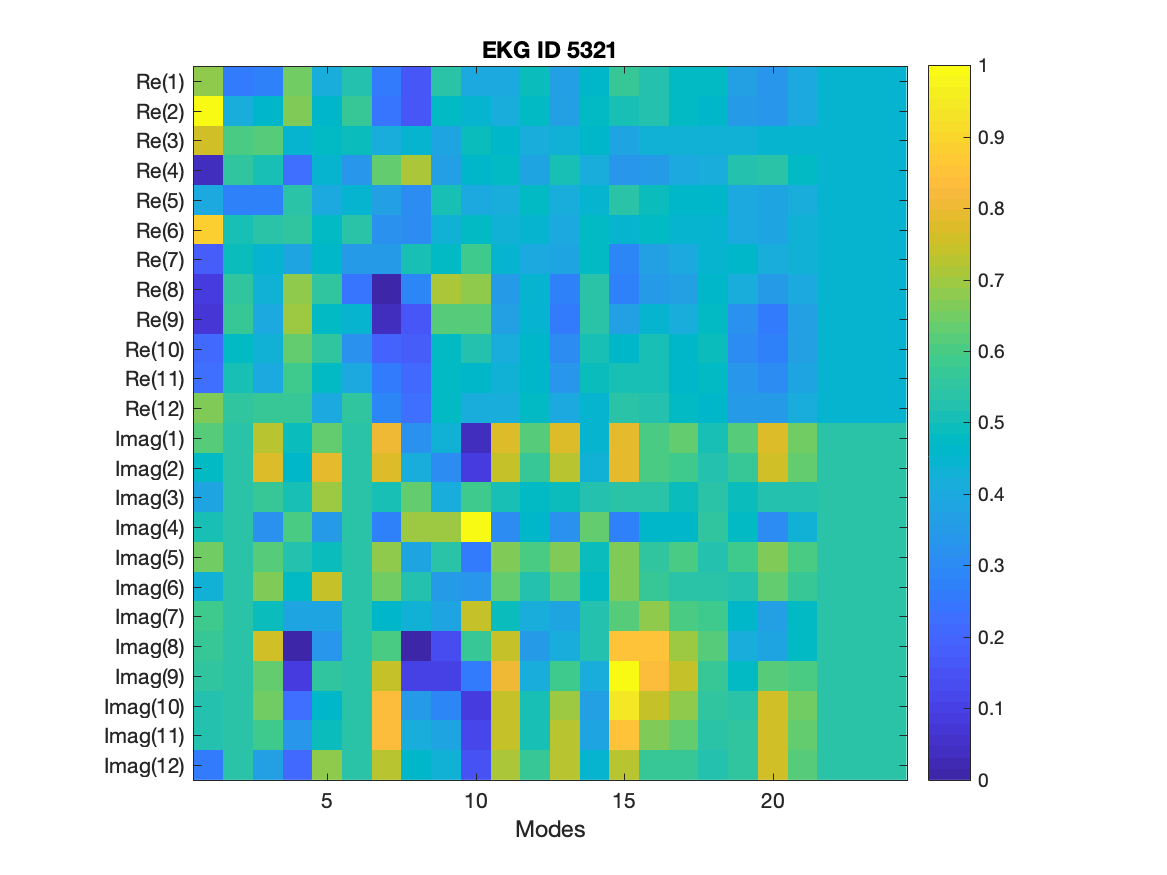 EKG ID 5321
Re(1)
Re(2)
Re(3)
Re(4)
Re(5)
Re(6)
Re(7)
Re(8)
Re(9)
Re(10)
Re(11)
Re(12)
Imag(1)
Imag(2)
Imag(3)
Imag(4)
Imag(5)
Imag(6)
Imag(7)
Imag(8)
Imag(9)
Imag(10)
Imag(11)
Imag(12)
5 10 15 20
Modes
1
0.9
0.8
0.7
0.6
0.5
0.4
0.3
0.2
0.1
0